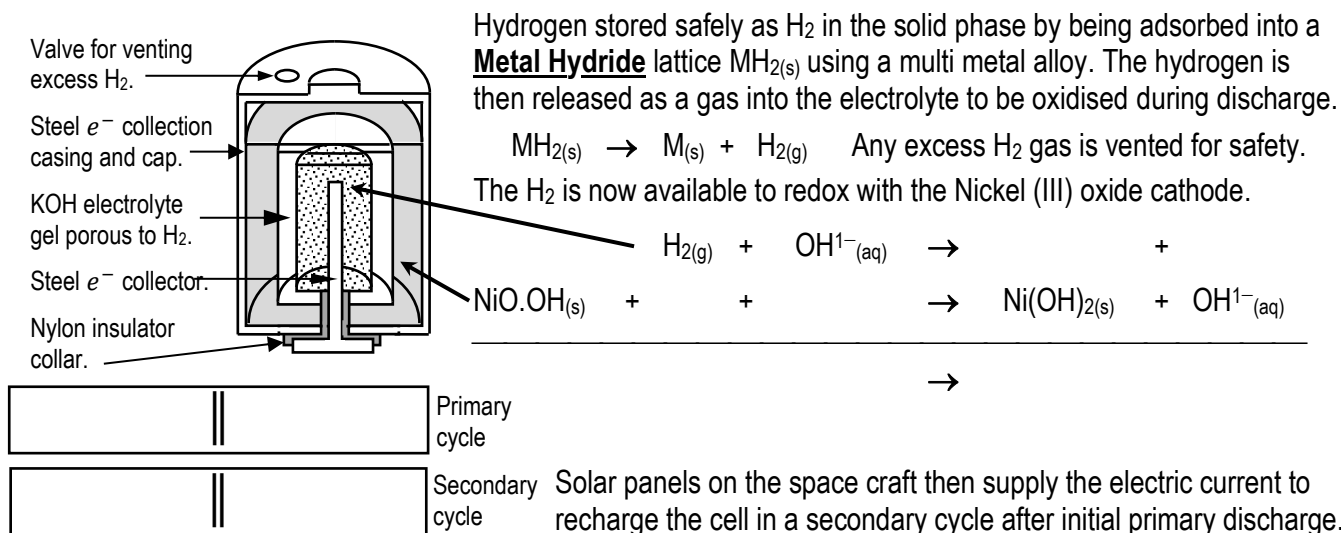 Hydrogen stored safely as H₂ in the solid phase by being adsorbed into a
Metal Hydride lattice MH₂₍ₛ₎ using a multi metal alloy. The hydrogen is
then released as a gas into the electrolyte to be oxidised during discharge.
MH₂₍ₛ₎ → M₍ₛ₎ + H₂₍g₎ Any excess H₂ gas is vented for safety.
The H₂ is now available to redox with the Nickel (III) oxide cathode.
H₂₍g₎ + OH¹⁻₍aq₎ → +
NiO.OH₍ₛ₎ + + → Ni(OH)₂₍ₛ₎ + OH¹⁻₍aq₎
→
Valve for venting
excess H₂.
Steel e⁻ collection
casing and cap.
KOH electrolyte
gel porous to H₂.
Steel e⁻ collector.
Nylon insulator
collar.
Primary
cycle
Secondary
cycle
Solar panels on the space craft then supply the electric current to
recharge the cell in a secondary cycle after initial primary discharge.